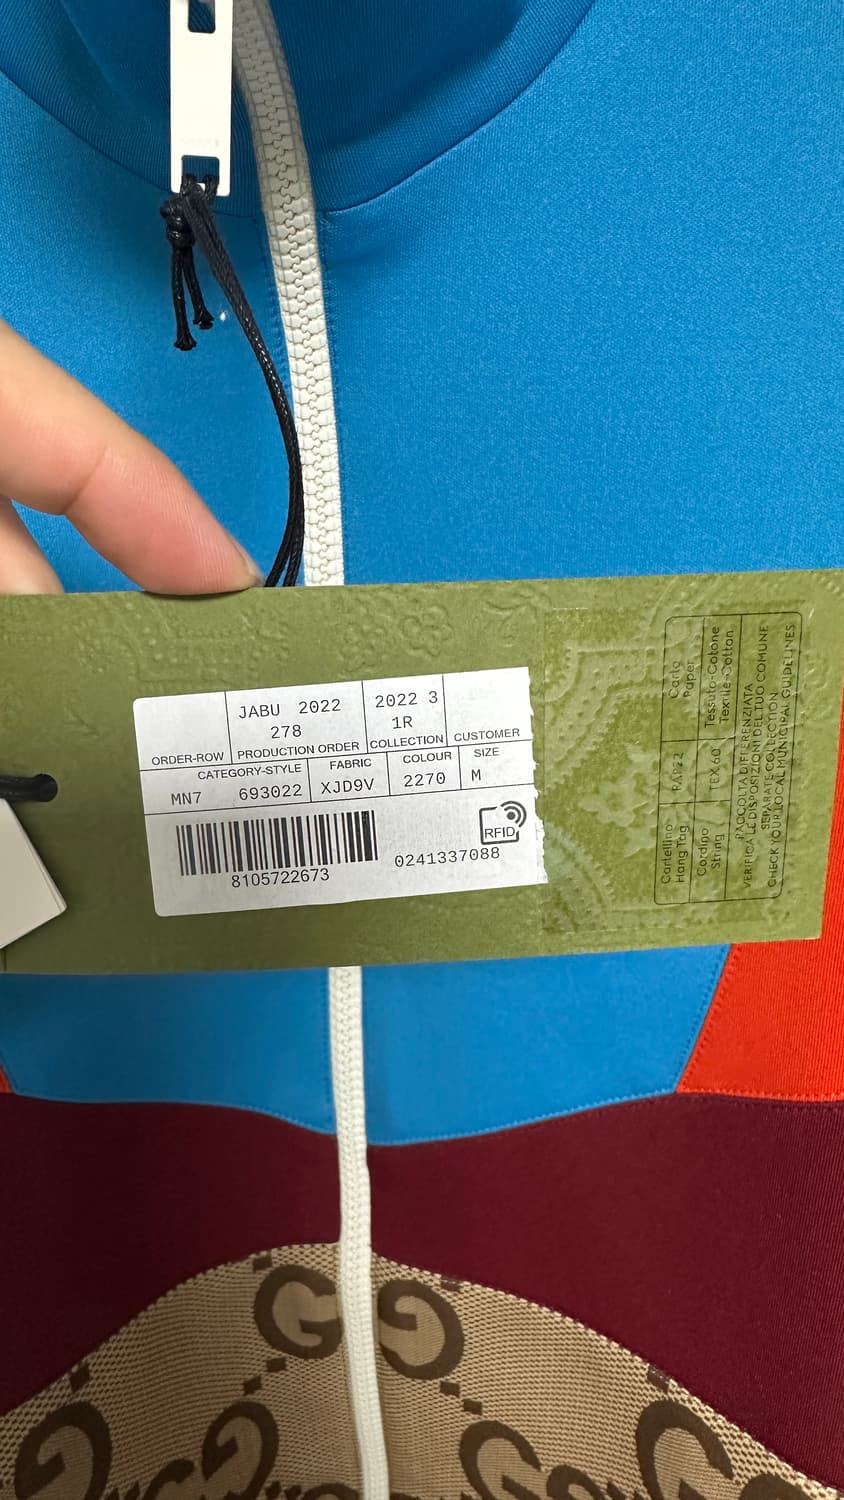 JABU 2022
278
2022 3
1R
ORDER-ROW PRODUCTION ORDER COLLECTION CUSTOMER
CATEGORY-STYLE FABRIC COLOUR SIZE
MN7 693022 XJD9V 2270 M
RFID
8105722673
0241337088
Cartellino
Hang Tag
PAP22
Carta
Paper
Cordino
String
TEX 60
Tessuto-Cotone
Textile-Cotton
RACCOLTA DIFFERENZIATA
VERIFICA LE DISPOSIZIONI DEL TUO COMUNE
SEPARATE COLLECTION
CHECK YOUR LOCAL MUNICIPAL GUIDELINES